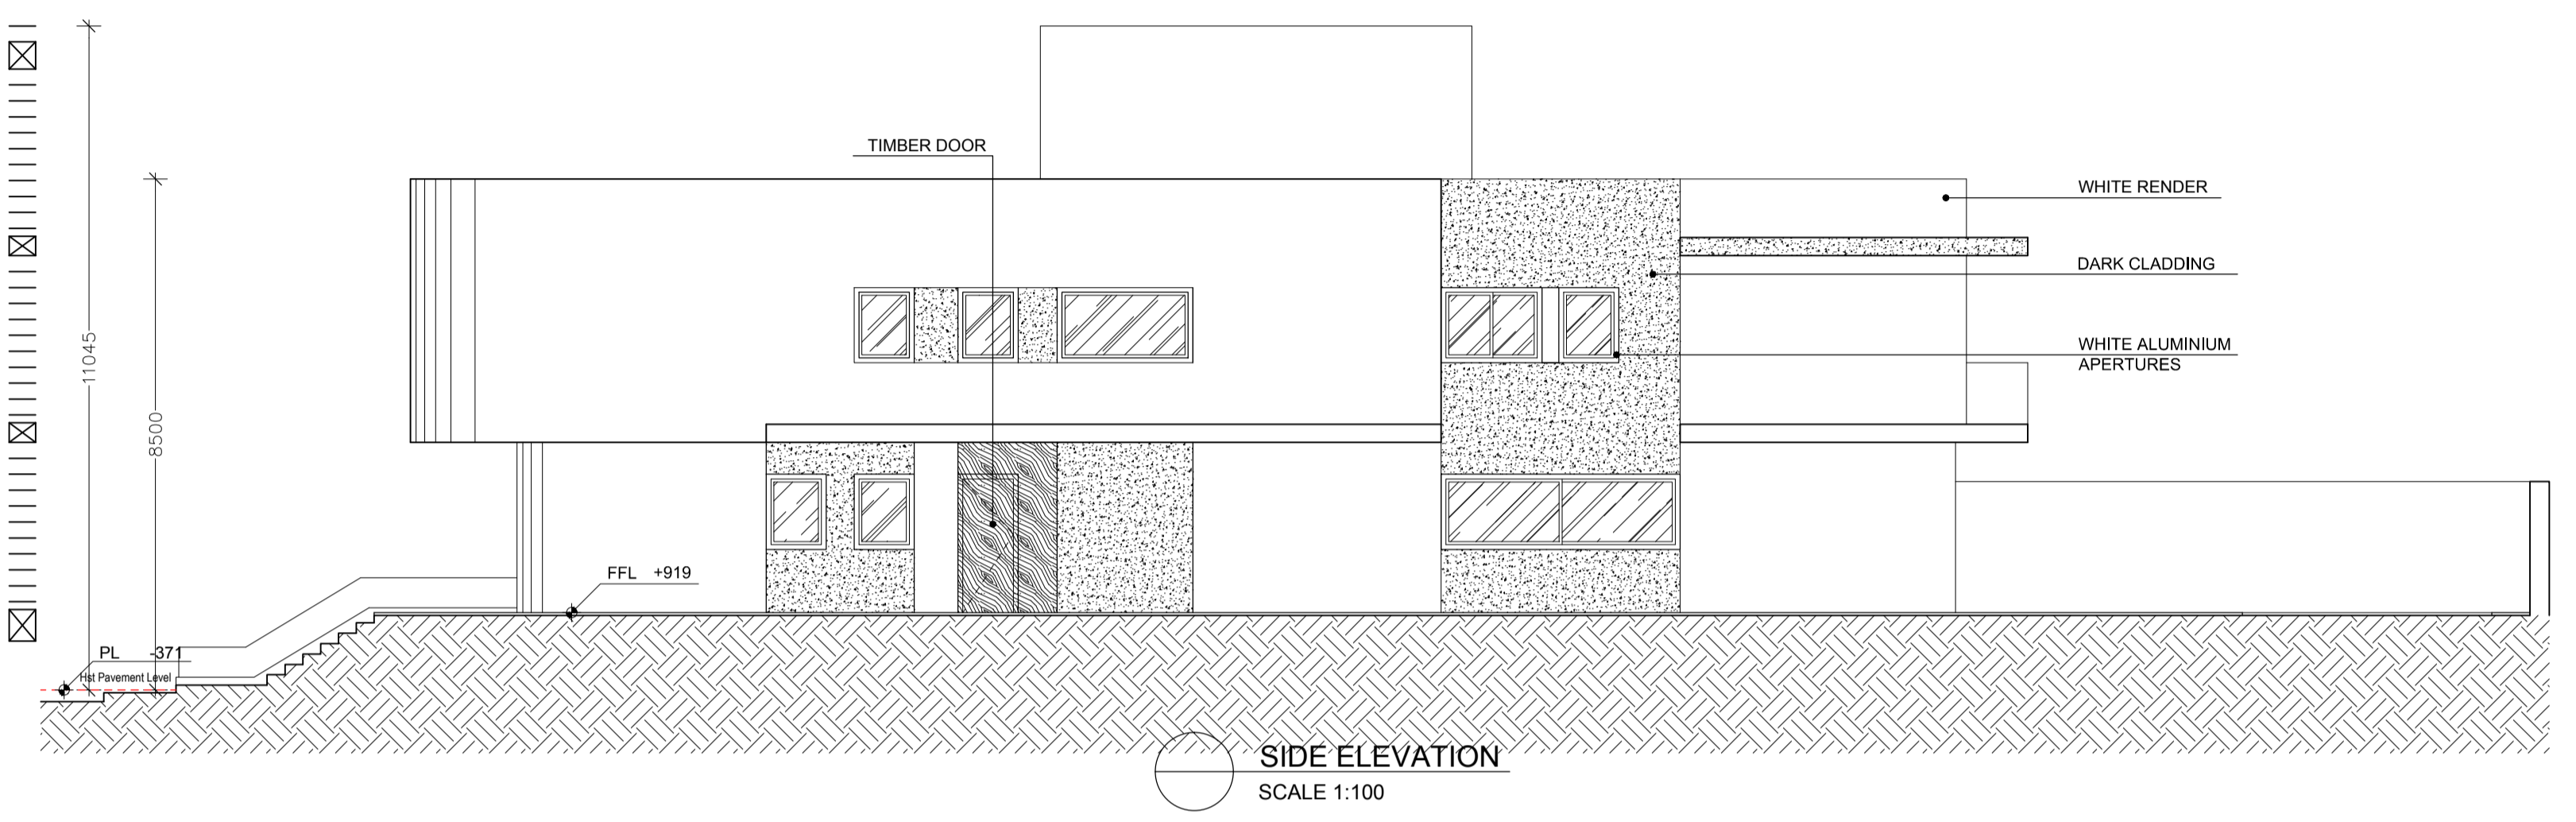 TIMBER DOOR
WHITE RENDER
DARK CLADDING
WHITE ALUMINIUM
APERTURES
11045
8500
FFL +919
PL -371
Hst Pavement Level
SIDE ELEVATION
SCALE 1:100